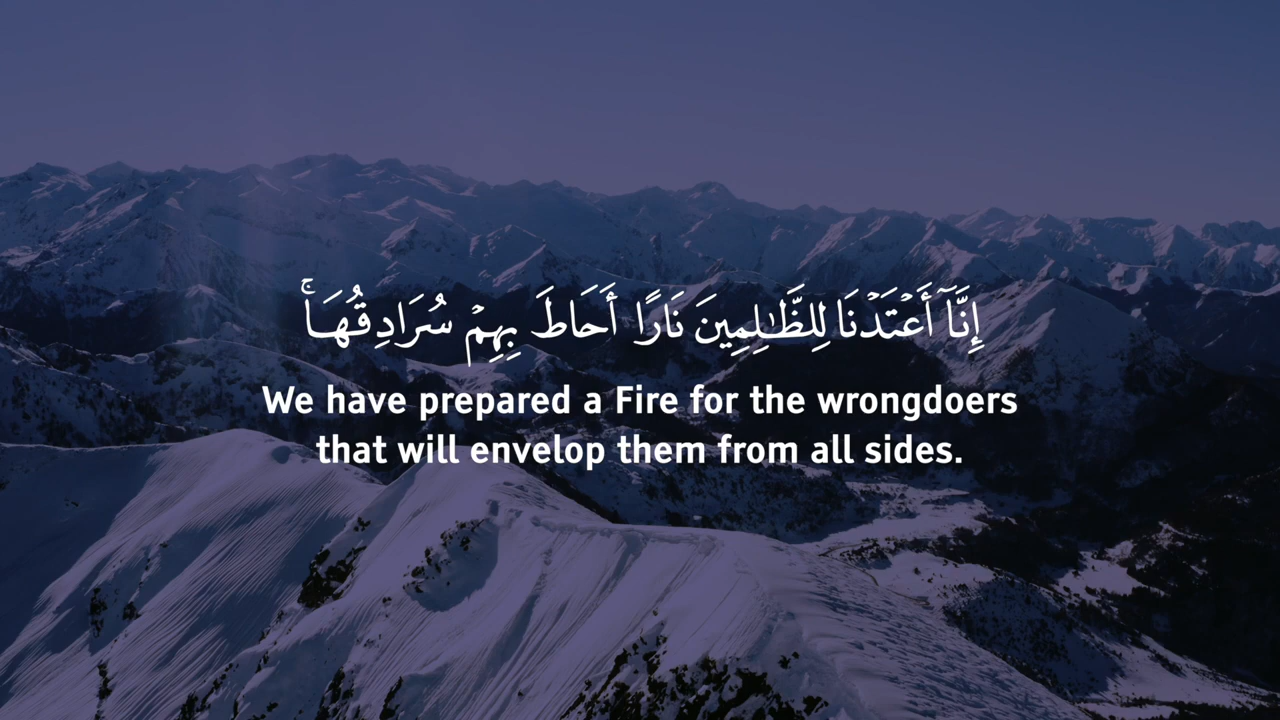 إِنَّآ أَعۡتَدۡنَا لِلظَّٰلِمِينَ نَارًا أَحَاطَ بِهِمۡ سُرَادِقُهَاۚ
We have prepared a Fire for the wrongdoers
that will envelop them from all sides.